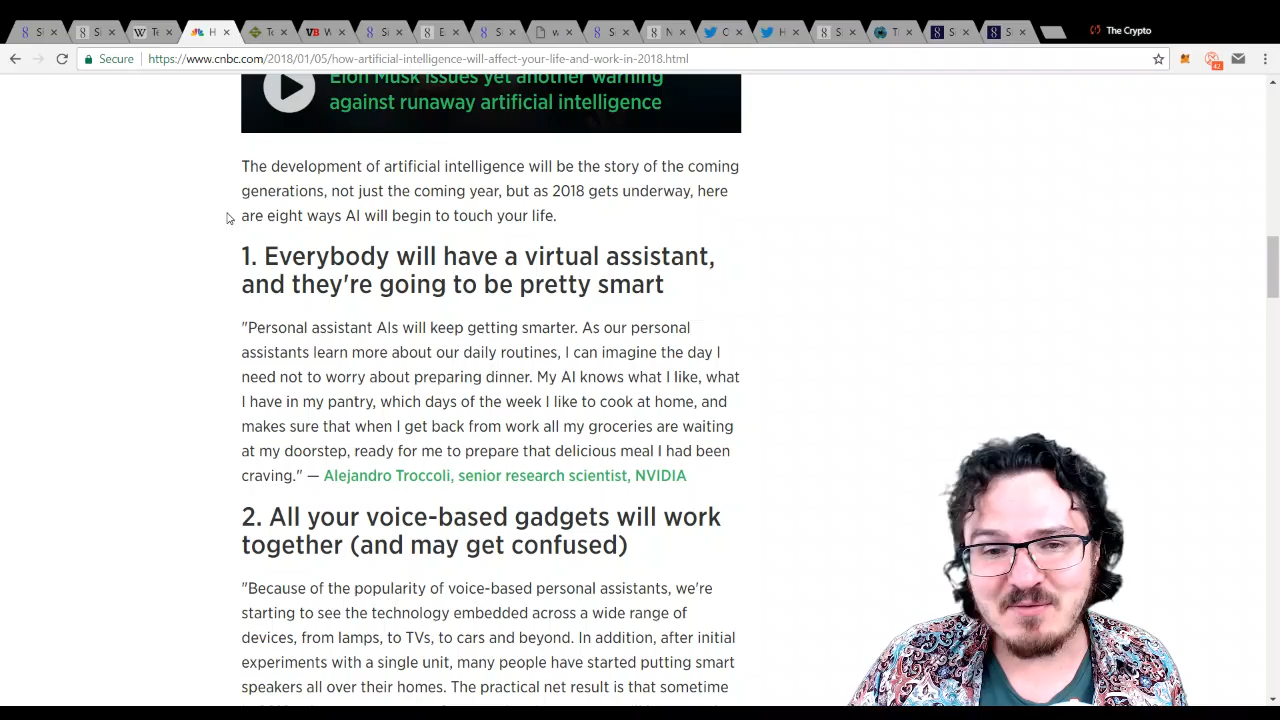 S
S
W Te
H
To
VB W
Si
E
S
w
S
N
C
H
S
T
S
S
The Crypto
Secure
https://www.cnbc.com/2018/01/05/how-artificial-intelligence-will-affect-your-life-and-work-in-2018.html
42
Elon Musk issues yet another warning
against runaway artificial intelligence
The development of artificial intelligence will be the story of the coming
generations, not just the coming year, but as 2018 gets underway, here
are eight ways AI will begin to touch your life.
1. Everybody will have a virtual assistant,
and they're going to be pretty smart
"Personal assistant AIs will keep getting smarter. As our personal
assistants learn more about our daily routines, I can imagine the day I
need not to worry about preparing dinner. My AI knows what I like, what
I have in my pantry, which days of the week I like to cook at home, and
makes sure that when I get back from work all my groceries are waiting
at my doorstep, ready for me to prepare that delicious meal I had been
craving." — Alejandro Troccoli, senior research scientist, NVIDIA
2. All your voice-based gadgets will work
together (and may get confused)
"Because of the popularity of voice-based personal assistants, we're
starting to see the technology embedded across a wide range of
devices, from lamps, to TVs, to cars and beyond. In addition, after initial
experiments with a single unit, many people have started putting smart
speakers all over their homes. The practical net result is that sometime